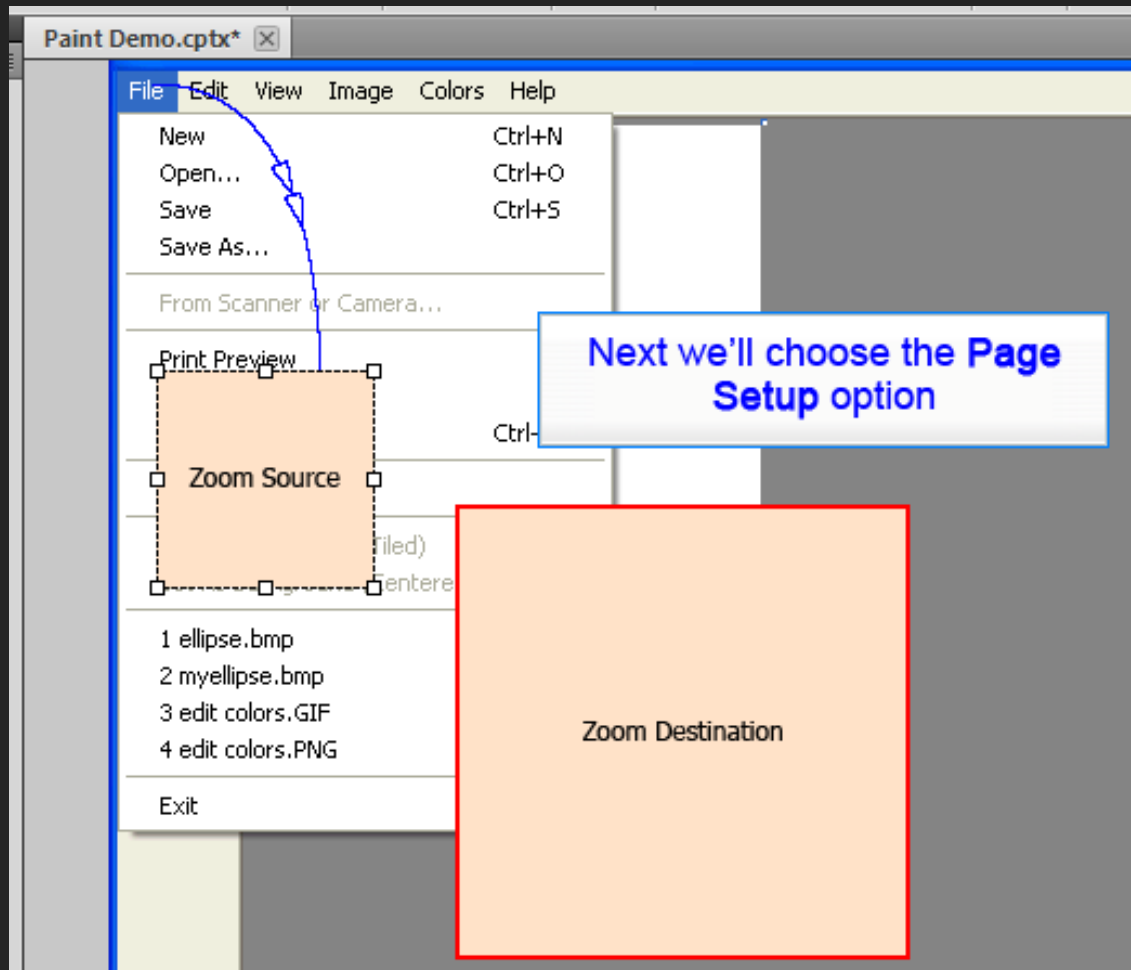 Paint Demo.cptx*
File Edit View Image Colors Help
New Ctrl+N
Open... Ctrl+O
Save Ctrl+S
Save As...
From Scanner or Camera...
Print Preview
Next we'll choose the Page
Setup option
Zoom Source
Zoom Destination
1 ellipse.bmp
2 myellipse.bmp
3 edit colors.GIF
4 edit colors.PNG
Exit